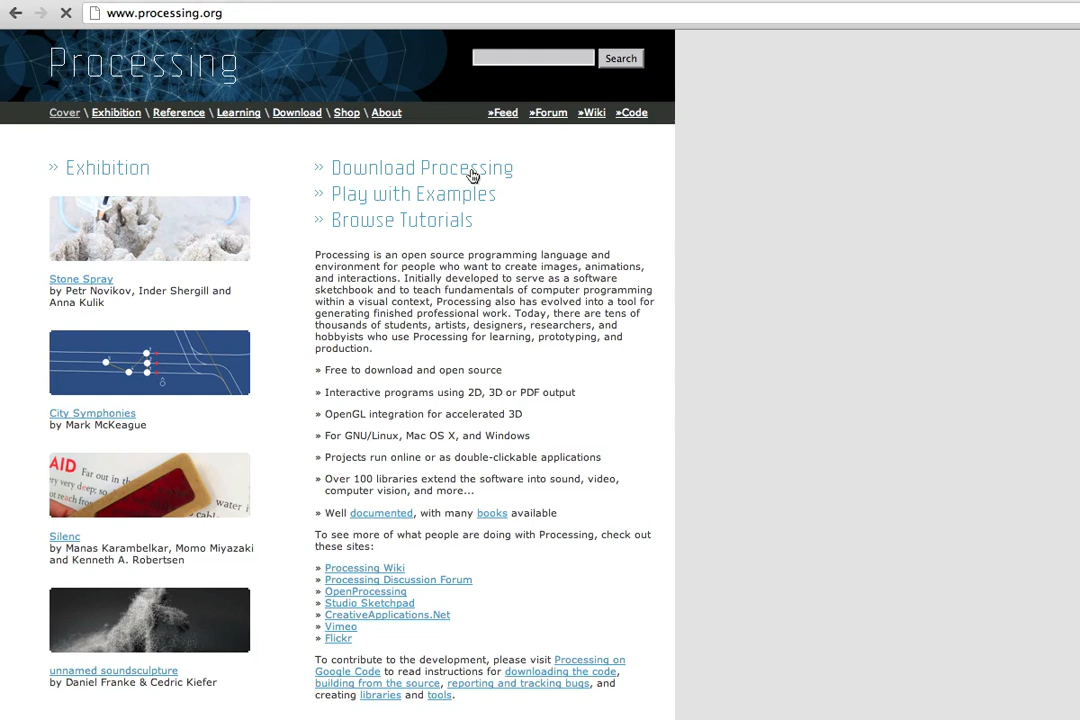 www.processing.org
Processing
Search
Cover \ Exhibition \ Reference \ Learning \ Download \ Shop \ About
»Feed »Forum »Wiki »Code
» Exhibition
Stone Spray
by Petr Novikov, Inder Shergill and
Anna Kulik
City Symphonies
by Mark McKeague
AID
Far out in the
very deep; so
water i
Silenc
by Manas Karambelkar, Momo Miyazaki
and Kenneth A. Robertsen
unnamed soundsculpture
by Daniel Franke & Cedric Kiefer
» Download Processing
» Play with Examples
» Browse Tutorials
Processing is an open source programming language and
environment for people who want to create images, animations,
and interactions. Initially developed to serve as a software
sketchbook and to teach fundamentals of computer programming
within a visual context, Processing also has evolved into a tool for
generating finished professional work. Today, there are tens of
thousands of students, artists, designers, researchers, and
hobbyists who use Processing for learning, prototyping, and
production.
» Free to download and open source
» Interactive programs using 2D, 3D or PDF output
» OpenGL integration for accelerated 3D
» For GNU/Linux, Mac OS X, and Windows
» Projects run online or as double-clickable applications
» Over 100 libraries extend the software into sound, video,
computer vision, and more...
» Well documented, with many books available
To see more of what people are doing with Processing, check out
these sites:
» Processing Wiki
» Processing Discussion Forum
» OpenProcessing
» Studio Sketchpad
» CreativeApplications.Net
» Vimeo
» Flickr
To contribute to the development, please visit Processing on
Google Code to read instructions for downloading the code,
building from the source, reporting and tracking bugs, and
creating libraries and tools.